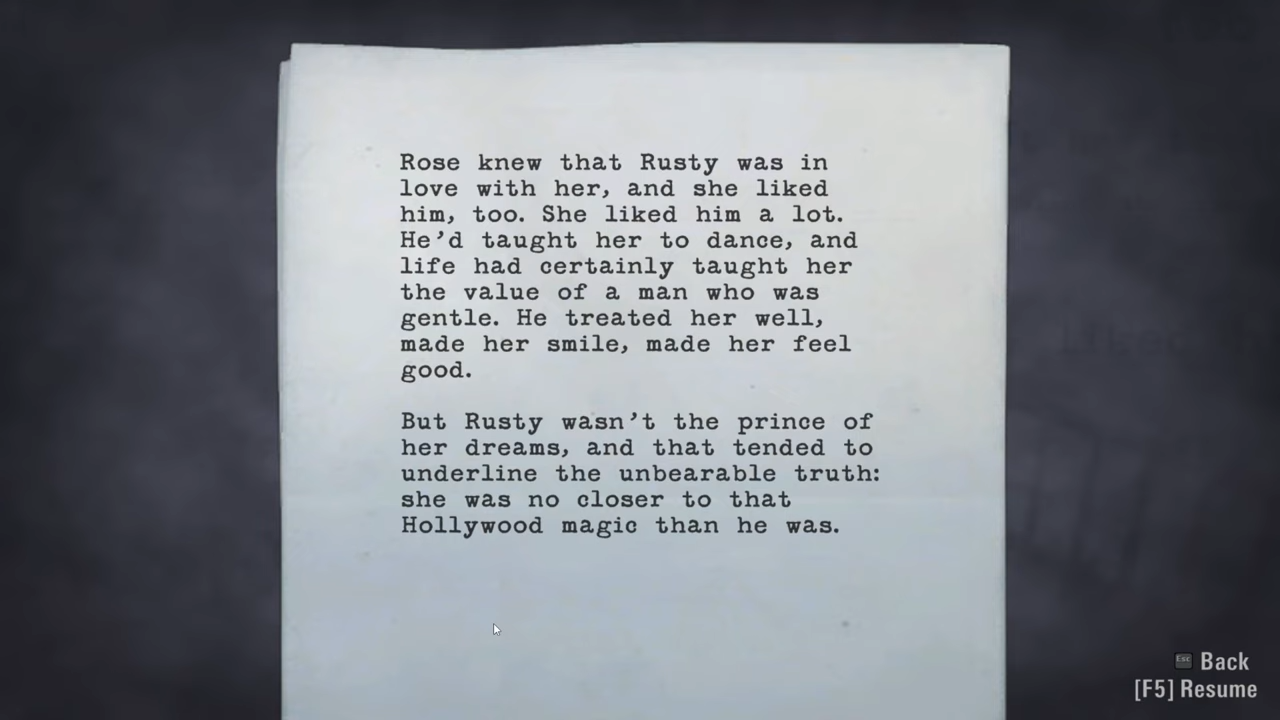 Rose knew that Rusty was in
love with her, and she liked
him, too. She liked him a lot.
He’d taught her to dance, and
life had certainly taught her
the value of a man who was
gentle. He treated her well,
made her smile, made her feel
good.
But Rusty wasn’t the prince of
her dreams, and that tended to
underline the unbearable truth:
she was no closer to that
Hollywood magic than he was.
Esc Back
[F5] Resume